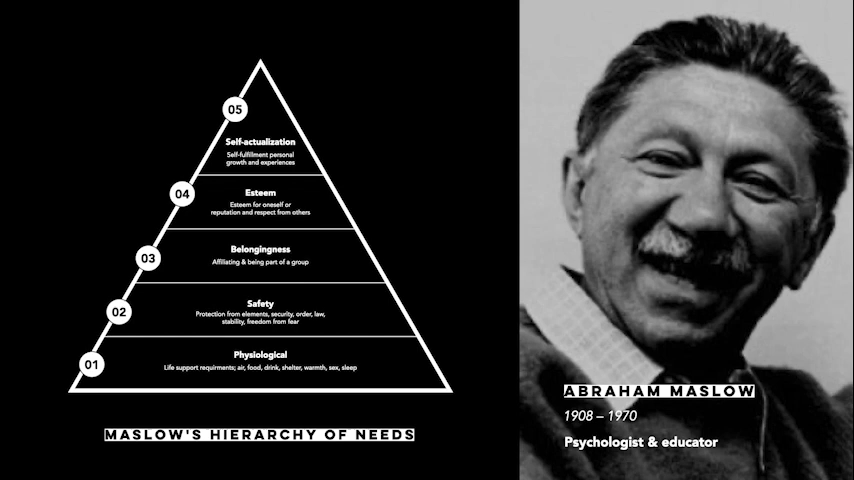 05
Self-actualization
Self-fulfillment personal
growth and experiences
04
Esteem
Esteem for oneself or
reputation and respect from others
03
Belongingness
Affiliating & being part of a group
02
Safety
Protection from elements, security, order, law,
stability, freedom from fear
01
Physiological
Life support requirments; air, food, drink, shelter, warmth, sex, sleep
MASLOW'S HIERARCHY OF NEEDS
ABRAHAM MASLOW
1908 – 1970
Psychologist & educator